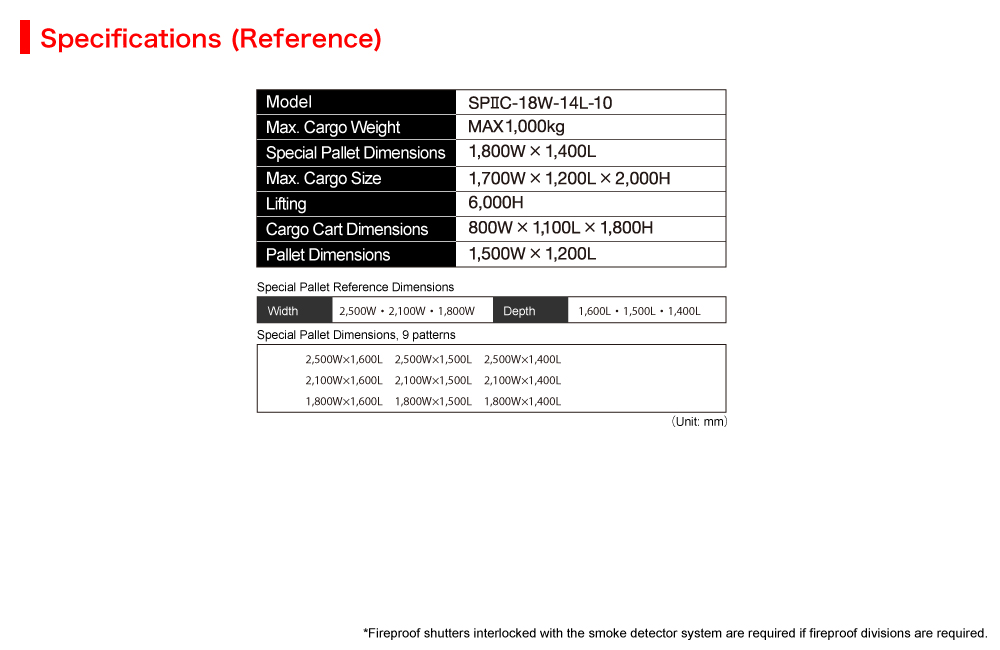 Specifications (Reference)
Model SPⅡC-18W-14L-10
Max. Cargo Weight MAX1,000kg
Special Pallet Dimensions 1,800W×1,400L
Max. Cargo Size 1,700W×1,200L×2,000H
Lifting 6,000H
Cargo Cart Dimensions 800W×1,100L×1,800H
Pallet Dimensions 1,500W×1,200L
Special Pallet Reference Dimensions
Width 2,500W・2,100W・1,800W Depth 1,600L・1,500L・1,400L
Special Pallet Dimensions, 9 patterns
2,500W×1,600L 2,500W×1,500L 2,500W×1,400L
2,100W×1,600L 2,100W×1,500L 2,100W×1,400L
1,800W×1,600L 1,800W×1,500L 1,800W×1,400L
(Unit: mm)
*Fireproof shutters interlocked with the smoke detector system are required if fireproof divisions are required.